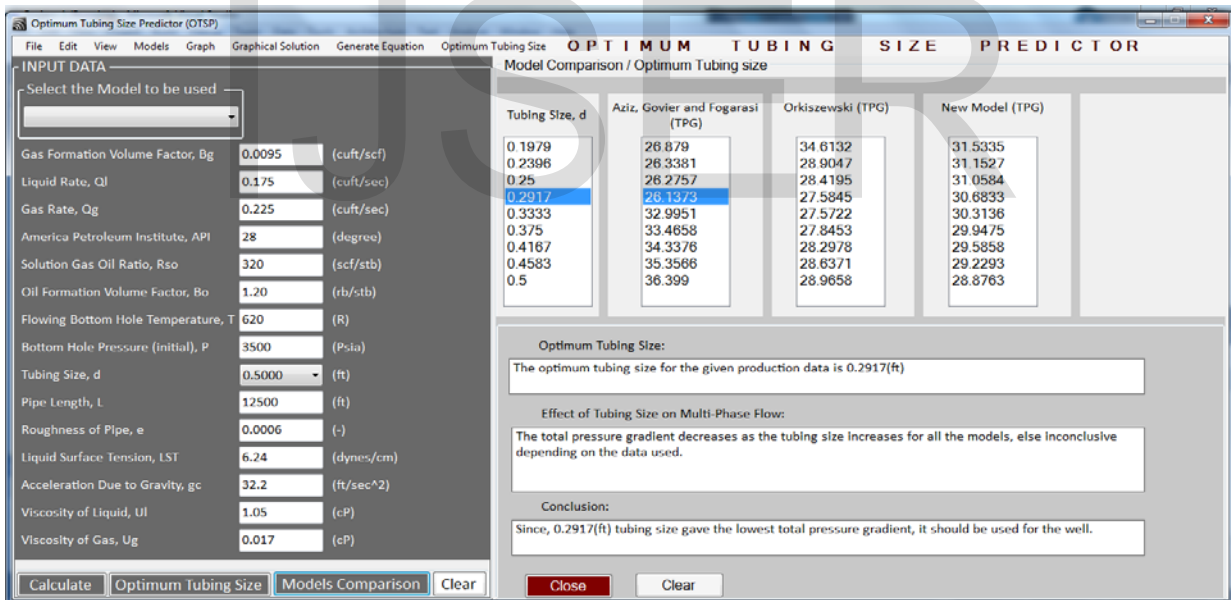 Optimum Tubing Size Predictor (OTSP)
File Edit View Models Graph Graphical Solution Generate Equation Optimum Tubing Size OPTIMUM TUBING SIZE PREDICTOR
INPUT DATA
Select the Model to be used
Gas Formation Volume Factor, Bg 0.0095 (cuft/scf)
Liquid Rate, Ql 0.175 (cuft/sec)
Gas Rate, Qg 0.225 (cuft/sec)
America Petroleum Institute, API 28 (degree)
Solution Gas Oil Ratio, Rso 320 (scf/stb)
Oil Formation Volume Factor, Bo 1.20 (rb/stb)
Flowing Bottom Hole Temperature, T 620 (R)
Bottom Hole Pressure (initial), P 3500 (Psia)
Tubing Size, d 0.5000 (ft)
Pipe Length, L 12500 (ft)
Roughness of Pipe, e 0.0006 (-)
Liquid Surface Tension, LST 6.24 (dynes/cm)
Acceleration Due to Gravity, gc 32.2 (ft/sec^2)
Viscosity of Liquid, Ul 1.05 (cP)
Viscosity of Gas, Ug 0.017 (cP)
Calculate Optimum Tubing Size Models Comparison Clear
Model Comparison / Optimum Tubing size
Tubing Size, d Aziz, Govier and Fogarasi (TPG) Orkiszewski (TPG) New Model (TPG)
0.1979 26.879 34.6132 31.5335
0.2396 26.3381 28.9047 31.1527
0.25 26.2757 28.4195 31.0584
0.2917 26.1373 27.5845 30.6833
0.3333 32.9951 27.5722 30.3136
0.375 33.4658 27.8453 29.9475
0.4167 34.3376 28.2978 29.5858
0.4583 35.3566 28.6371 29.2293
0.5 36.399 28.9658 28.8763
Optimum Tubing Size:
The optimum tubing size for the given production data is 0.2917(ft)
Effect of Tubing Size on Multi-Phase Flow:
The total pressure gradient decreases as the tubing size increases for all the models, else inconclusive
depending on the data used.
Conclusion:
Since, 0.2917(ft) tubing size gave the lowest total pressure gradient, it should be used for the well.
Close Clear
IJSER